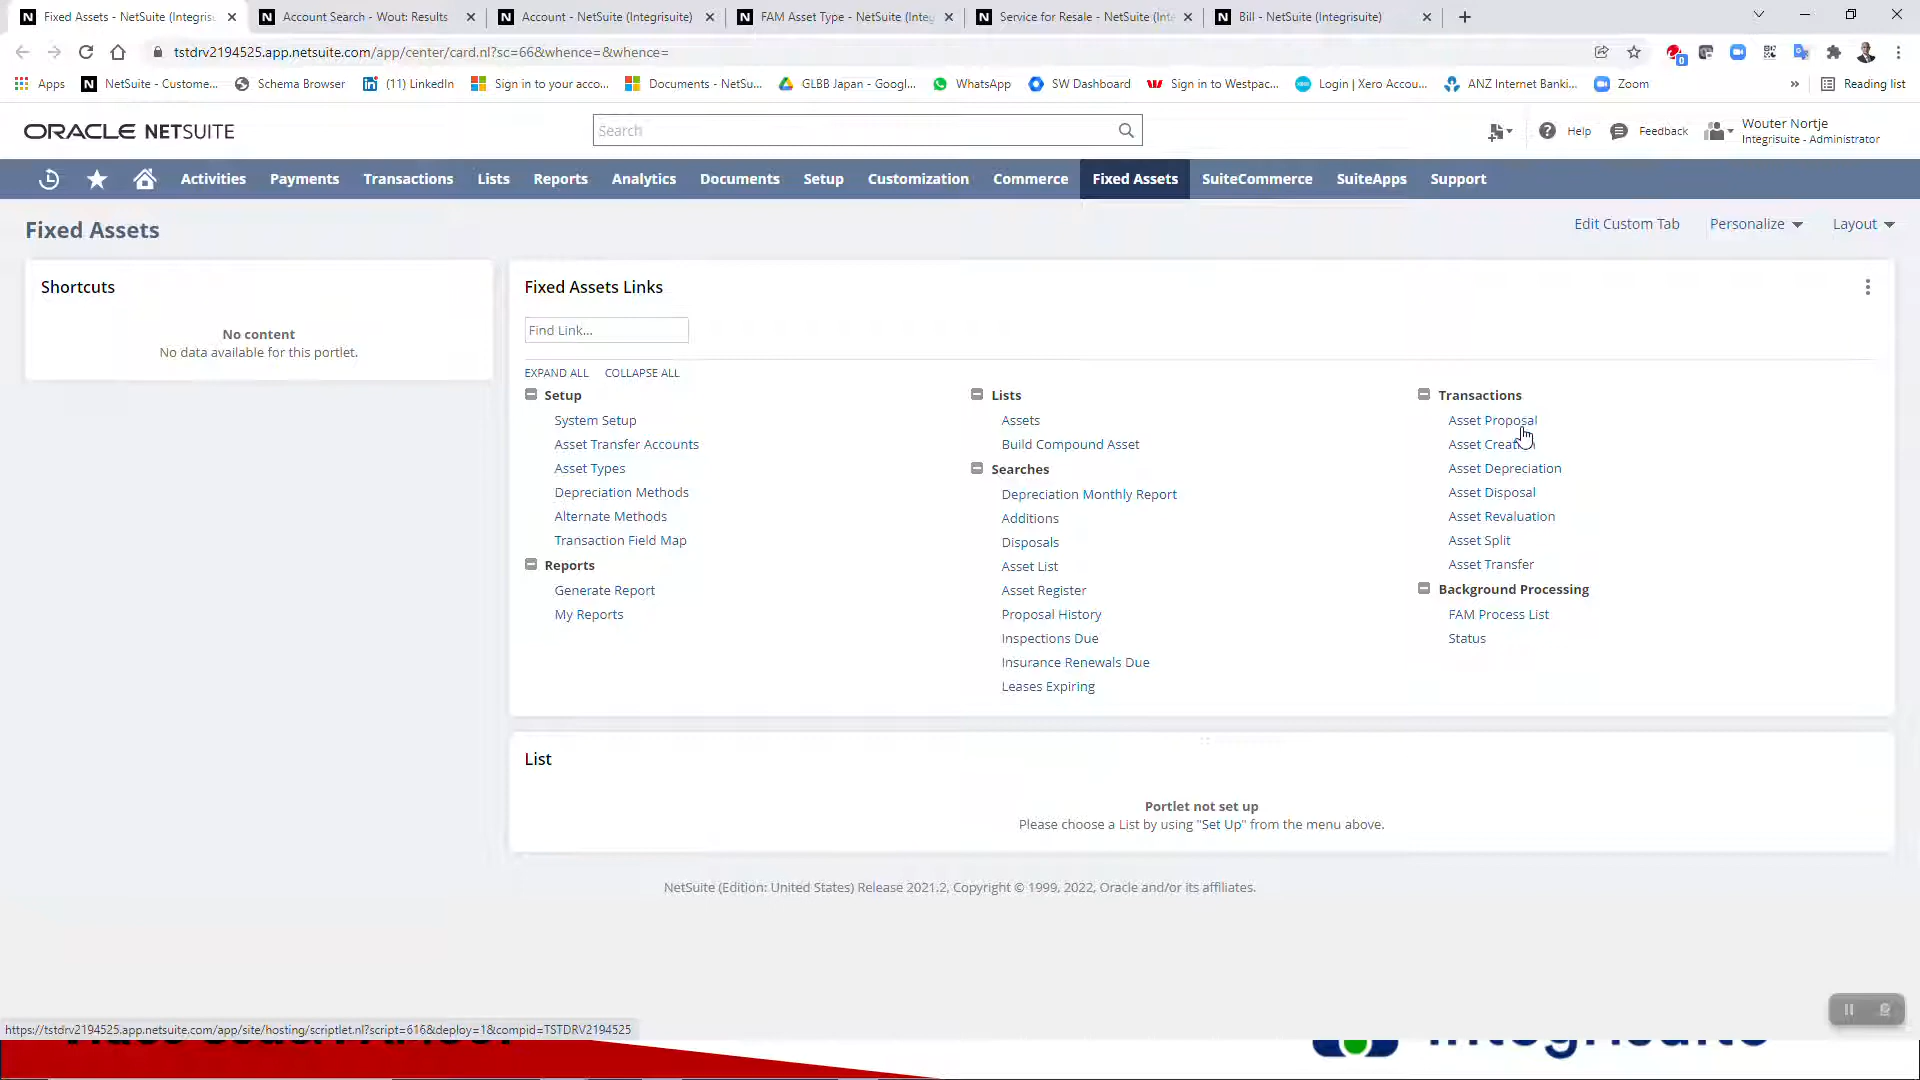 Fixed Assets - NetSuite (Integris
Account Search - Wout: Results
Account - NetSuite (Integrisuite)
FAM Asset Type - NetSuite (Integ
Service for Resale - NetSuite (Inte
Bill - NetSuite (Integrisuite)
tstdrv2194525.app.netsuite.com/app/center/card.nl?sc=66&whence=&whence=
Apps
NetSuite - Custome...
Schema Browser
(11) LinkedIn
Sign in to your acco...
Documents - NetSu...
GLBB Japan - Googl...
WhatsApp
SW Dashboard
Sign in to Westpac...
Login | Xero Accou...
ANZ Internet Banki...
Zoom
»
Reading list
ORACLE NETSUITE
Search
Help
Feedback
Wouter Nortje
Integrisuite - Administrator
Activities
Payments
Transactions
Lists
Reports
Analytics
Documents
Setup
Customization
Commerce
Fixed Assets
SuiteCommerce
SuiteApps
Support
Fixed Assets
Edit Custom Tab
Personalize
Layout
Shortcuts
No content
No data available for this portlet.
Fixed Assets Links
Find Link...
EXPAND ALL
COLLAPSE ALL
Setup
System Setup
Asset Transfer Accounts
Asset Types
Depreciation Methods
Alternate Methods
Transaction Field Map
Reports
Generate Report
My Reports
Lists
Assets
Build Compound Asset
Searches
Depreciation Monthly Report
Additions
Disposals
Asset List
Asset Register
Proposal History
Inspections Due
Insurance Renewals Due
Leases Expiring
Transactions
Asset Proposal
Asset Creation
Asset Depreciation
Asset Disposal
Asset Revaluation
Asset Split
Asset Transfer
Background Processing
FAM Process List
Status
List
Portlet not set up
Please choose a List by using "Set Up" from the menu above.
NetSuite (Edition: United States) Release 2021.2, Copyright © 1999, 2022, Oracle and/or its affiliates.
https://tstdrv2194525.app.netsuite.com/app/site/hosting/scriptlet.nl?script=616&deploy=1&compid=TSTDRV2194525
Integrisuite